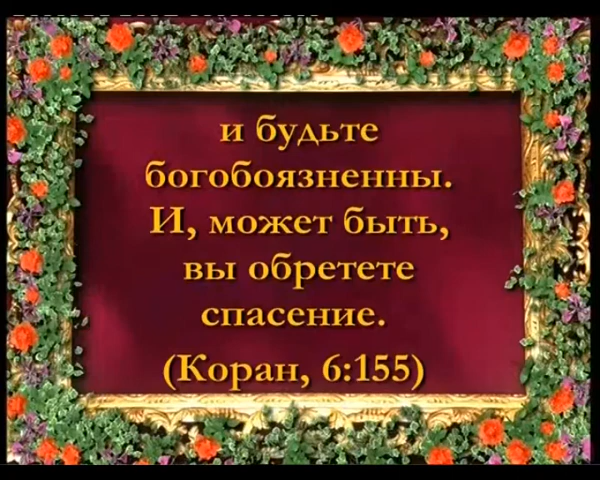 и будьте
богобоязненны.
И, может быть,
вы обретете
спасение.
(Коран, 6:155)